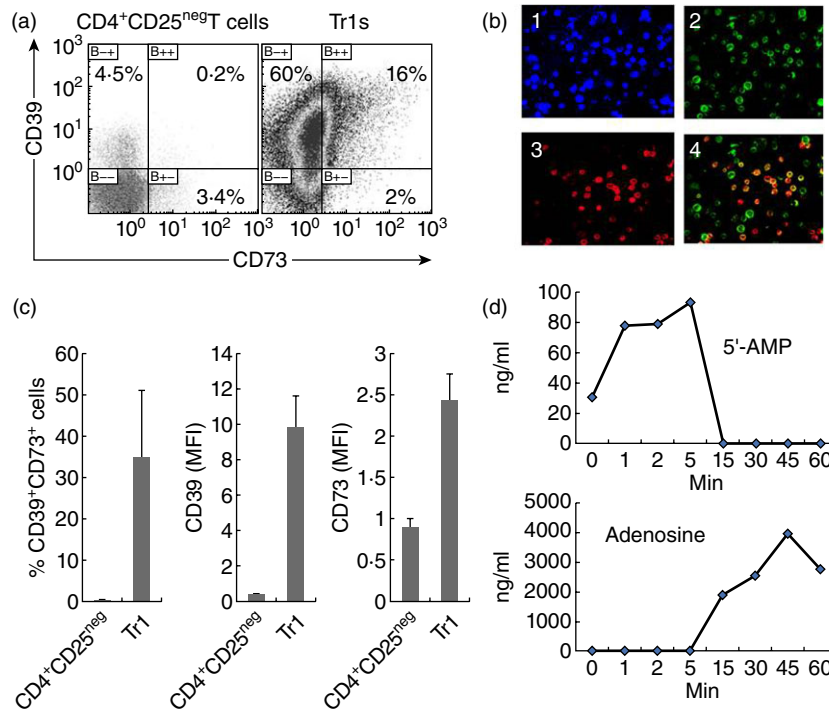 (a)
CD4⁺CD25ⁿᵉᵍT cells
Tr1s
CD39
10³
10²
10¹
10⁰
B−+
4·5%
B++
0·2%
B−−
B+−
3·4%
B−+
60%
B++
16%
B−−
B+−
2%
10⁰ 10¹ 10² 10³ 10⁰ 10¹ 10² 10³
CD73
(b)
1
2
3
4
(c)
% CD39⁺CD73⁺ cells
60
50
40
30
20
10
0
CD4⁺CD25ⁿᵉᵍ
Tr1
CD39 (MFI)
14
12
10
8
6
4
2
0
CD4⁺CD25ⁿᵉᵍ
Tr1
CD73 (MFI)
3
2·5
2
1·5
1
0·5
0
CD4⁺CD25ⁿᵉᵍ
Tr1
(d)
ng/ml
100
80
60
40
20
0
5'-AMP
0 1 2 5 15 30 45 60
Min
ng/ml
5000
4000
3000
2000
1000
0
Adenosine
0 1 2 5 15 30 45 60
Min